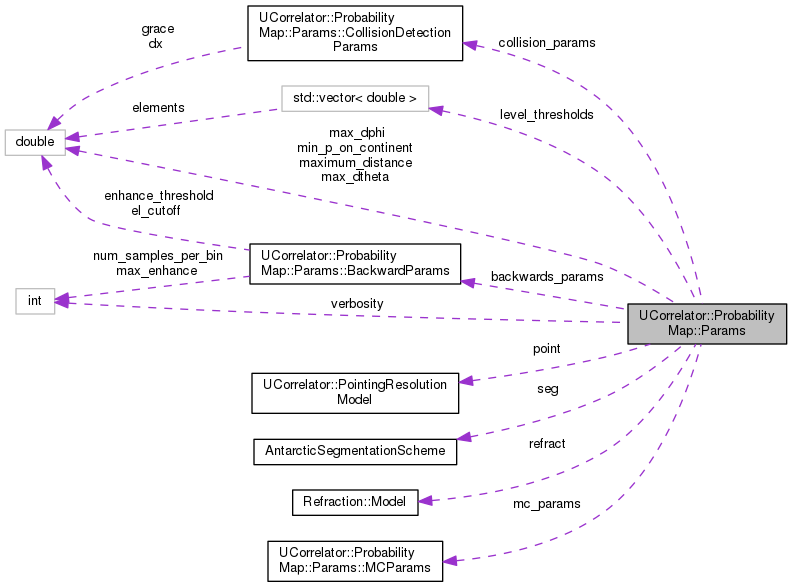 UCorrelator::Probability
Map::Params::CollisionDetection
Params
grace
dx
collision_params
std::vector< double >
elements
level_thresholds
double
max_dphi
min_p_on_continent
maximum_distance
max_dtheta
enhance_threshold
el_cutoff
UCorrelator::Probability
Map::Params::BackwardParams
num_samples_per_bin
max_enhance
backwards_params
int
verbosity
UCorrelator::Probability
Map::Params
UCorrelator::PointingResolution
Model
point
seg
AntarcticSegmentationScheme
refract
Refraction::Model
mc_params
UCorrelator::Probability
Map::Params::MCParams